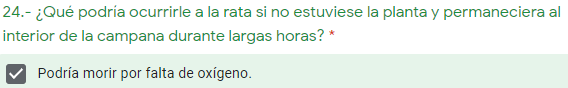 24.- ¿Qué podría ocurrirle a la rata si no estuviese la planta y permaneciera al
interior de la campana durante largas horas? *
Podría morir por falta de oxígeno.